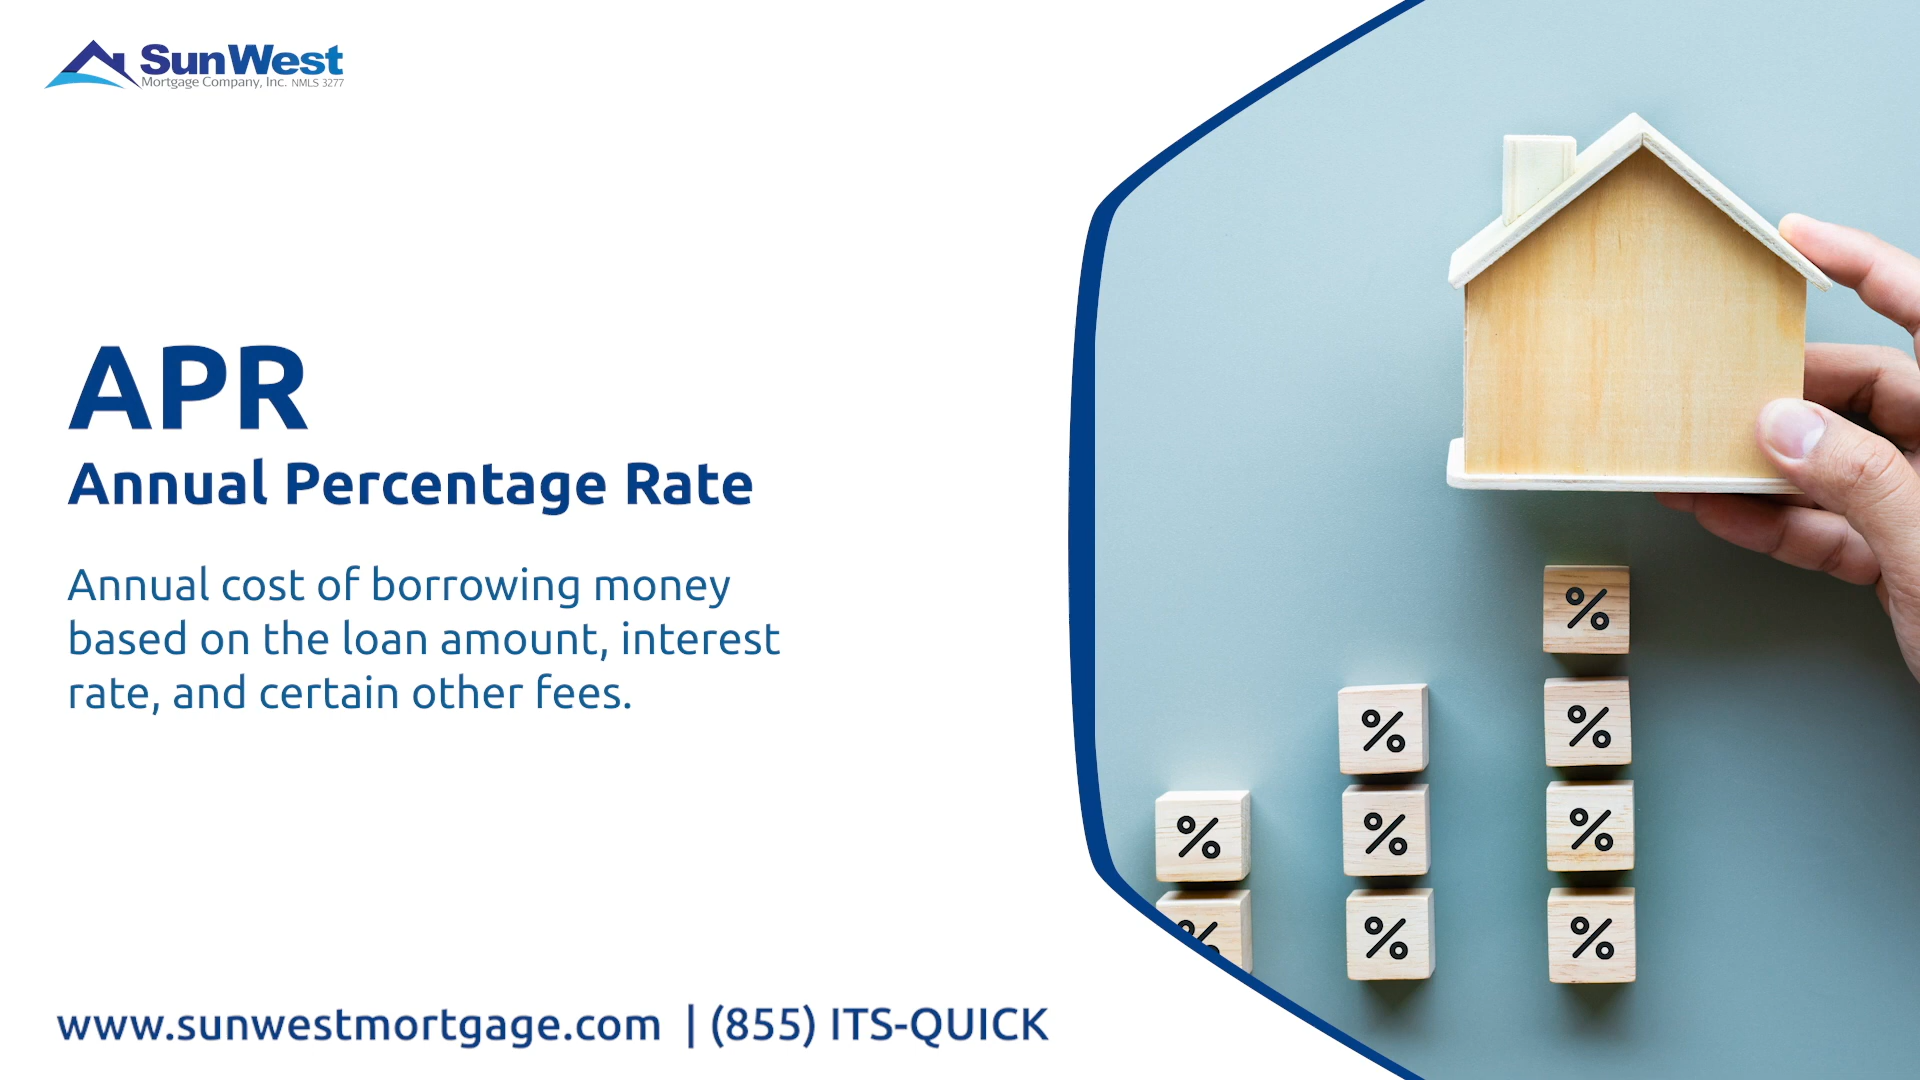 SunWest
Mortgage Company, Inc. NMLS 3277
APR
Annual Percentage Rate
Annual cost of borrowing money
based on the loan amount, interest
rate, and certain other fees.
%
% %
% % %
% % %
www.sunwestmortgage.com | (855) ITS-QUICK